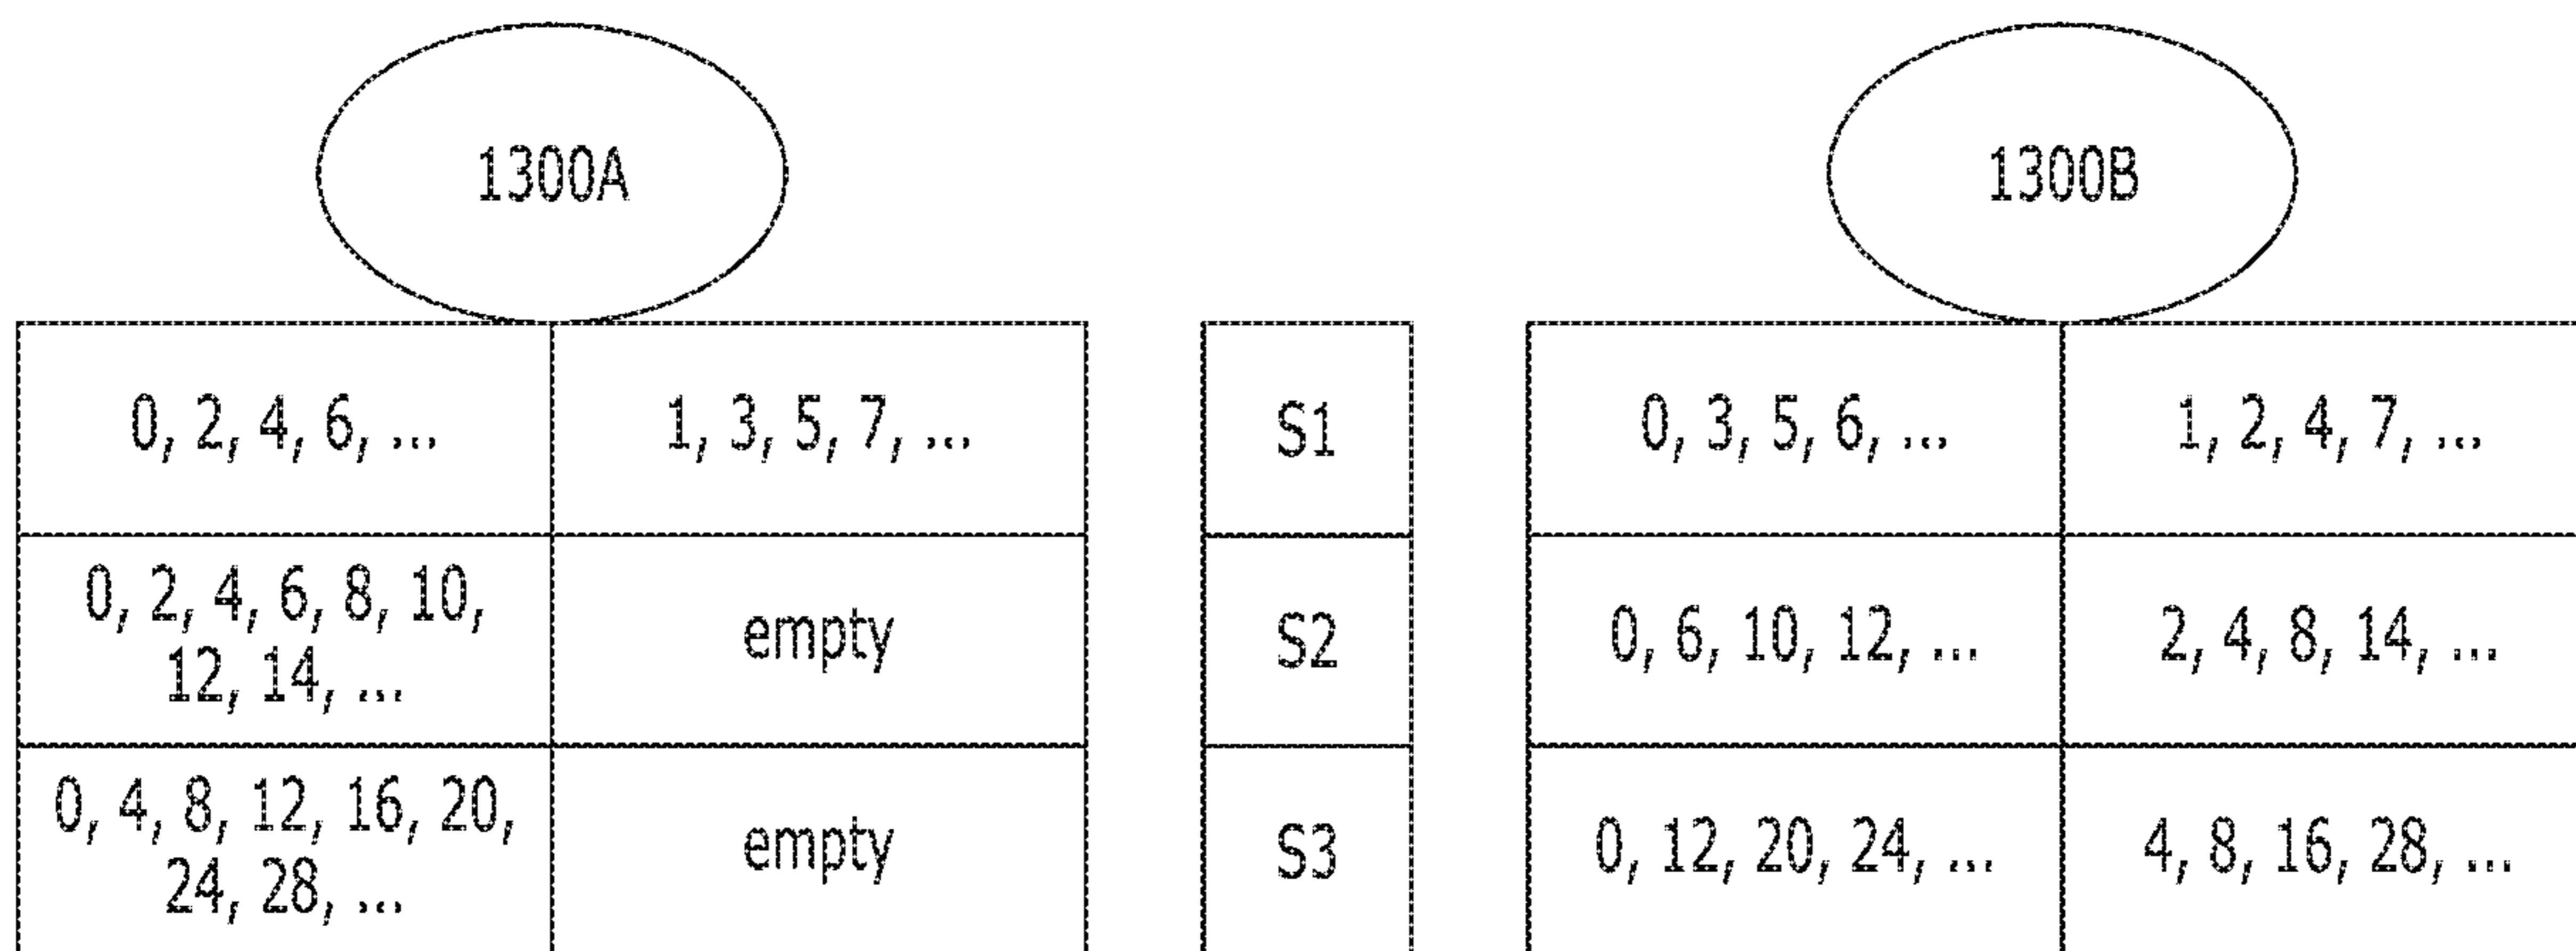 1300A
1300B
0, 2, 4, 6, ...
1, 3, 5, 7, ...
S1
0, 3, 5, 6, ...
1, 2, 4, 7, ...
0, 2, 4, 6, 8, 10,
12, 14, ...
empty
S2
0, 6, 10, 12, ...
2, 4, 8, 14, ...
0, 4, 8, 12, 16, 20,
24, 28, ...
empty
S3
0, 12, 20, 24, ...
4, 8, 16, 28, ...